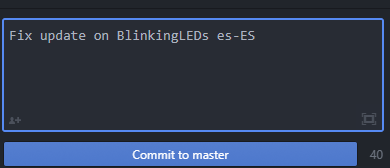 Fix update on BlinkingLEDs es-ES
Commit to master 40